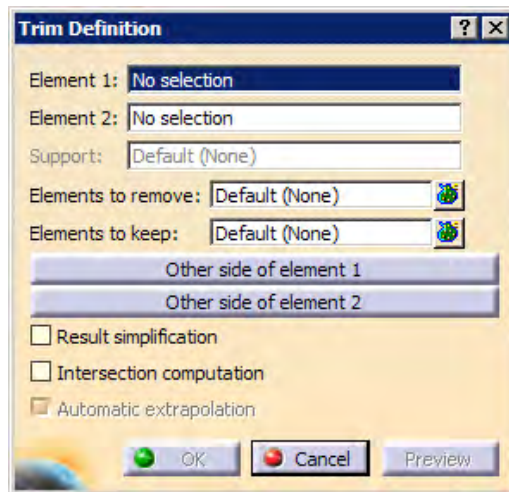 Trim Definition
Element 1: No selection
Element 2: No selection
Support: Default (None)
Elements to remove: Default (None)
Elements to keep: Default (None)
Other side of element 1
Other side of element 2
Result simplification
Intersection computation
Automatic extrapolation
OK Cancel Preview